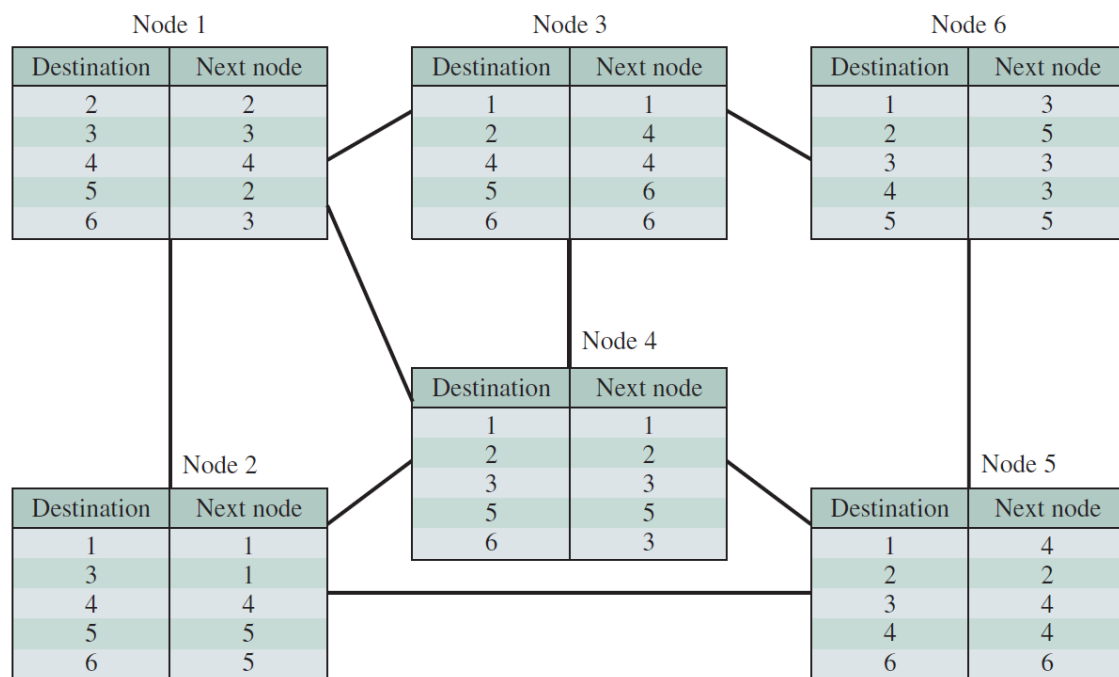 Node 1
Destination Next node
2 2
3 3
4 4
5 2
6 3
Node 3
Destination Next node
1 1
2 4
4 4
5 6
6 6
Node 6
Destination Next node
1 3
2 5
3 3
4 3
5 5
Node 4
Destination Next node
1 1
2 2
3 3
5 5
6 3
Node 2
Destination Next node
1 1
3 1
4 4
5 5
6 5
Node 5
Destination Next node
1 4
2 2
3 4
4 4
6 6